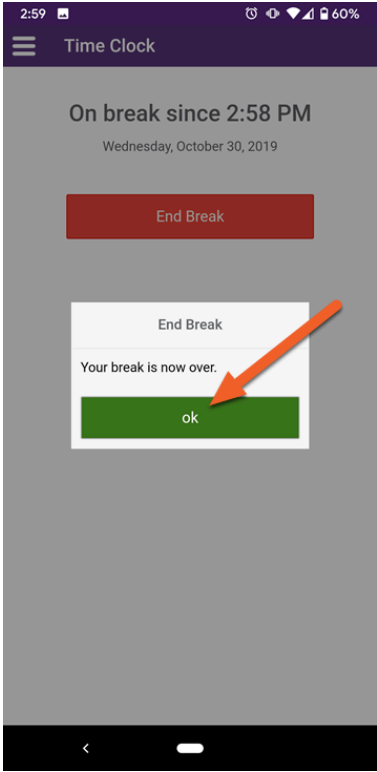 2:59 60%
Time Clock
On break since 2:58 PM
Wednesday, October 30, 2019
End Break
End Break
Your break is now over.
ok